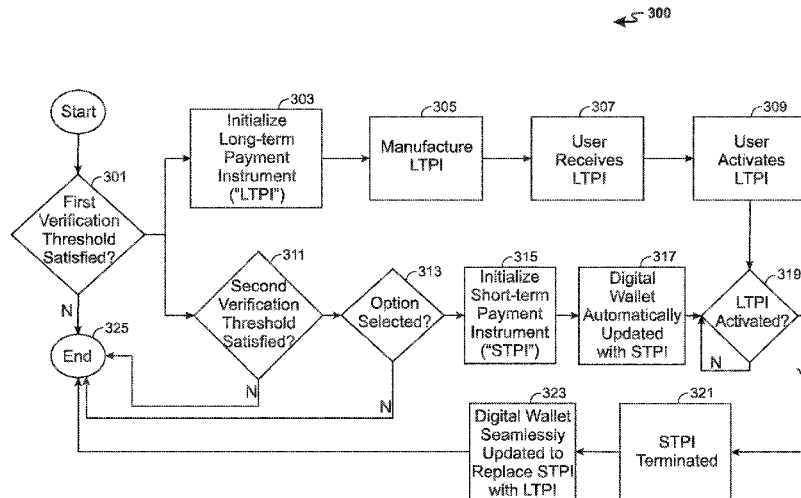 300
Start
301
First
Verification
Threshold
Satisfied?
N
325
End
303
Initialize
Long-term
Payment
Instrument
("LTPI")
305
Manufacture
LTPI
307
User
Receives
LTPI
309
User
Activates
LTPI
311
Second
Verification
Threshold
Satisfied?
N
313
Option
Selected?
N
315
Initialize
Short-term
Payment
Instrument
("STPI")
317
Digital
Wallet
Automatically
Updated
with STPI
319
LTPI
Activated?
N
321
STPI
Terminated
323
Digital Wallet
Seamlessly
Updated to
Replace STPI
with LTPI